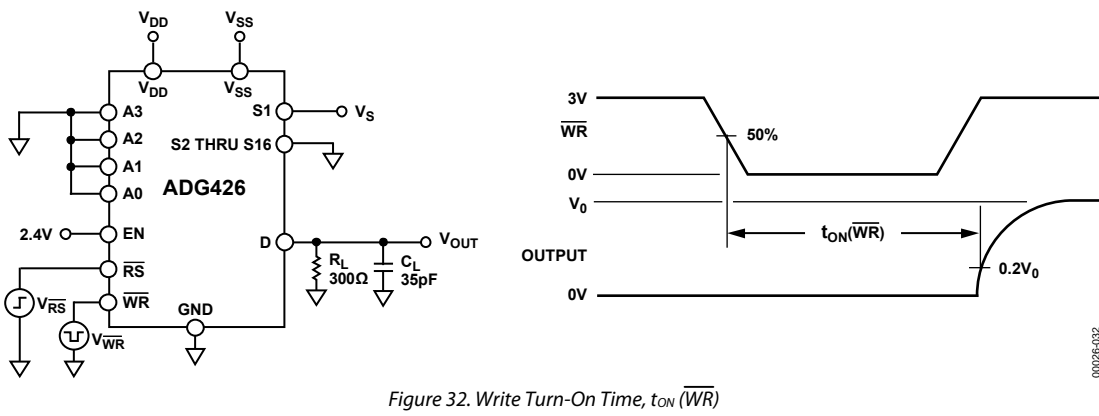 VDD
VSS
VDD
VSS
A3
A2
A1
A0
ADG426
S1
VS
S2 THRU S16
2.4V
EN
D
VOUT
RS
VRS
WR
VWR
GND
RL
300Ω
CL
35pF
3V
WR
50%
0V
V0
tON(WR)
OUTPUT
0.2V0
0V
00026-032
Figure 32. Write Turn-On Time, tON (WR)